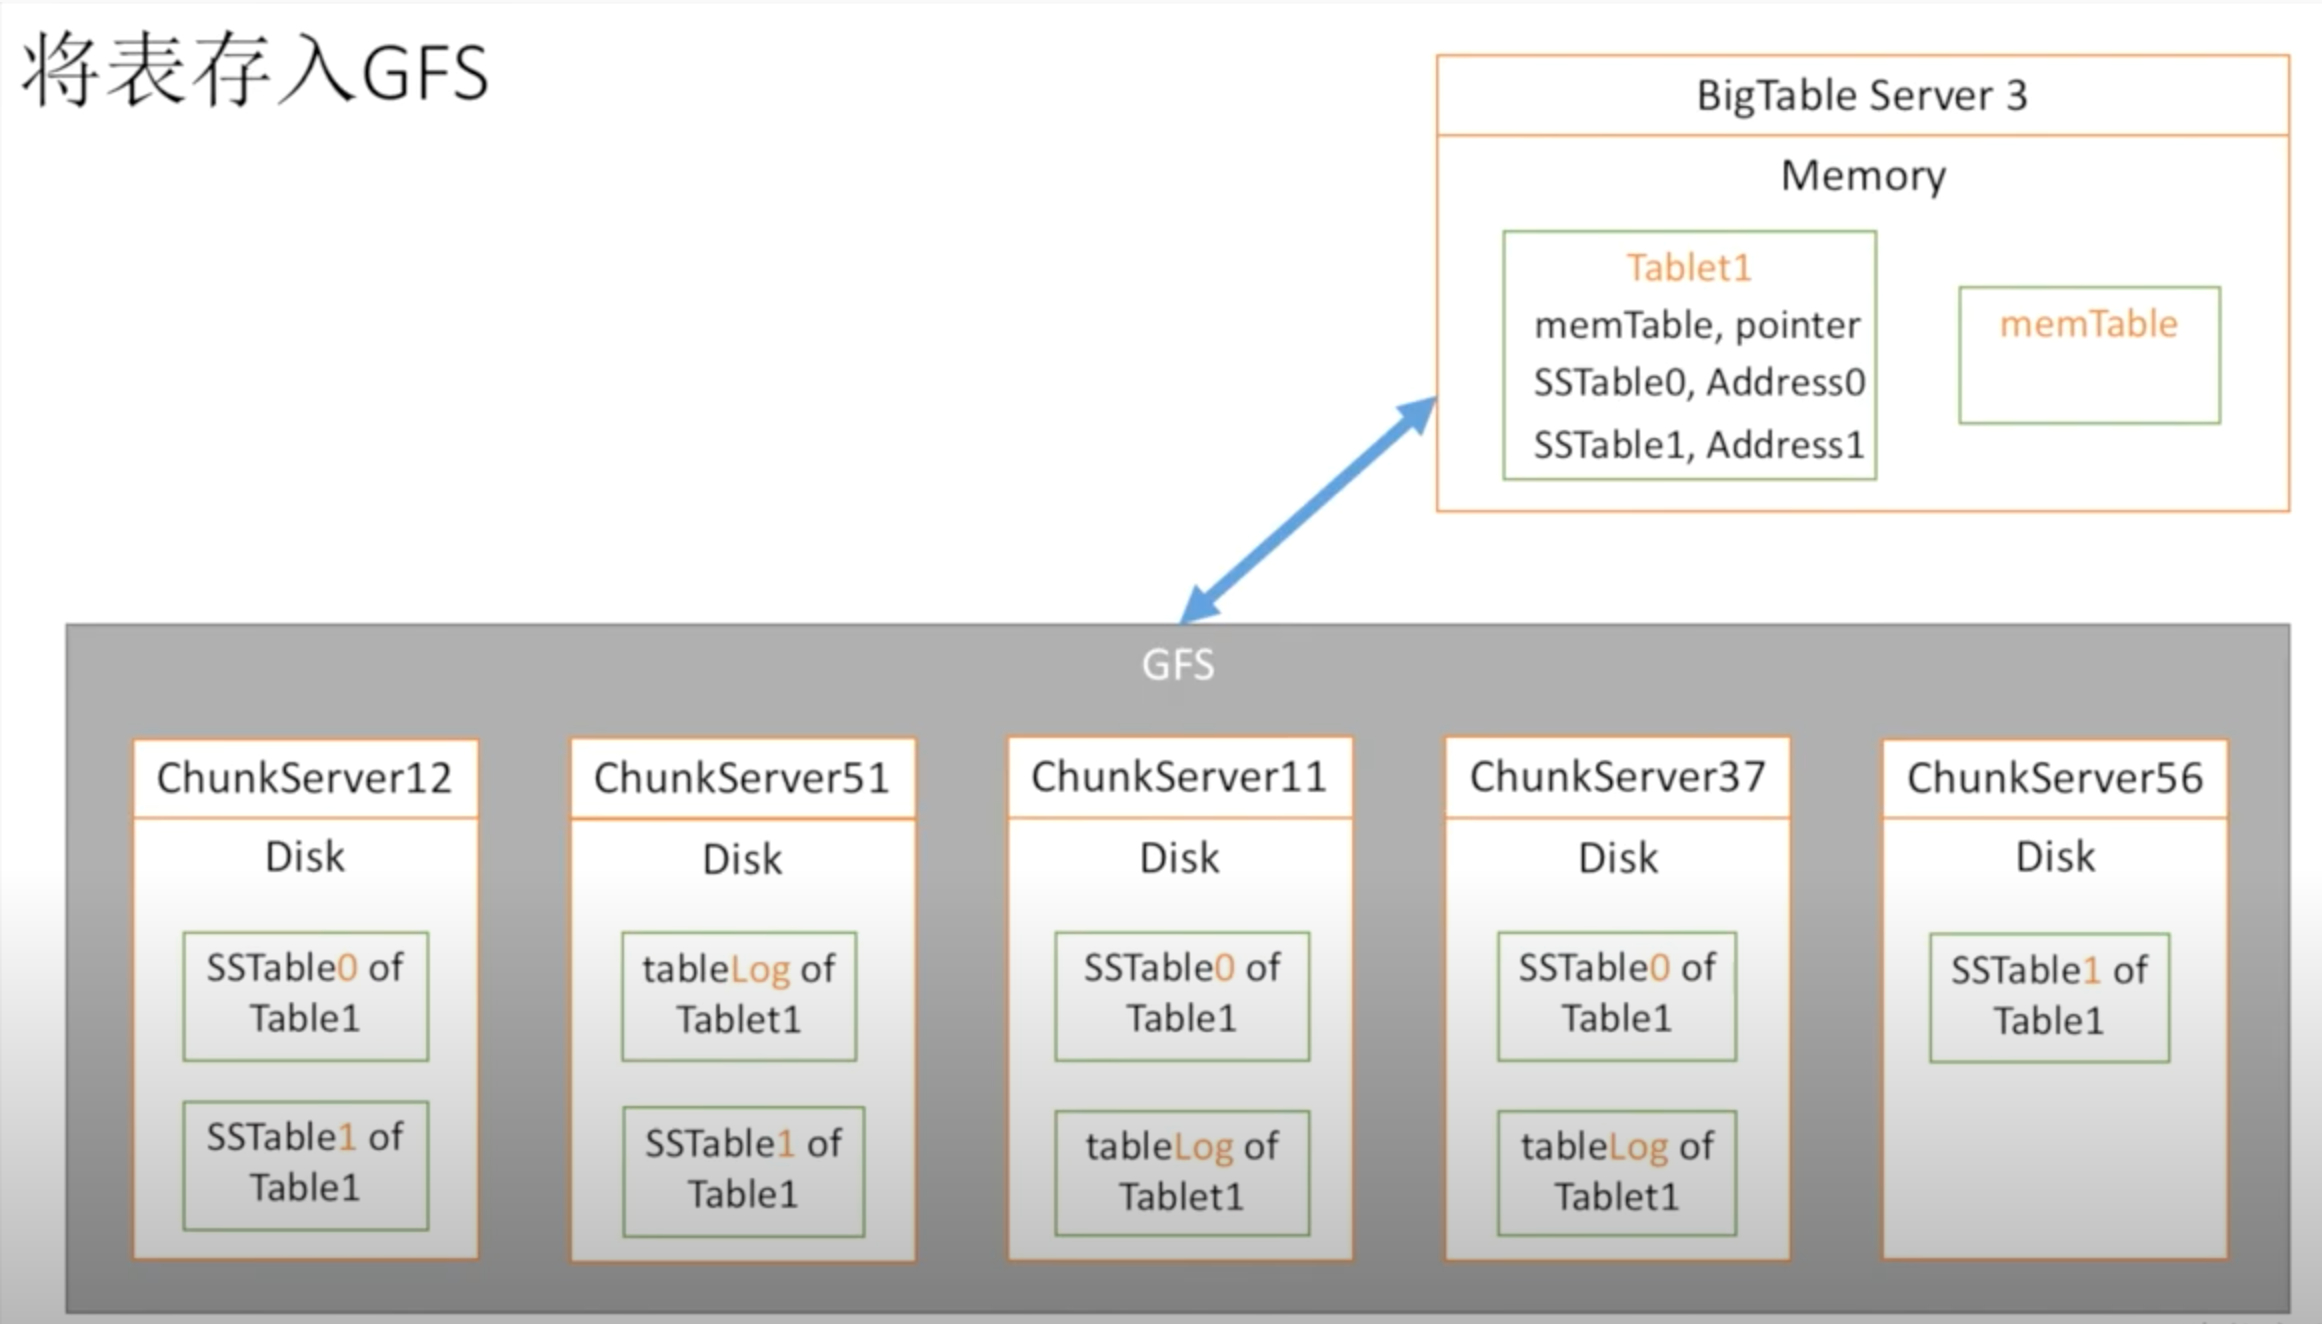 将表存入GFS
BigTable Server 3
Memory
Tablet1
memTable, pointer
SSTable0, Address0
SSTable1, Address1
memTable
GFS
ChunkServer12
Disk
SSTable0 of
Table1
SSTable1 of
Table1
ChunkServer51
Disk
tableLog of
Tablet1
SSTable1 of
Table1
ChunkServer11
Disk
SSTable0 of
Table1
tableLog of
Tablet1
ChunkServer37
Disk
SSTable0 of
Table1
tableLog of
Tablet1
ChunkServer56
Disk
SSTable1 of
Table1